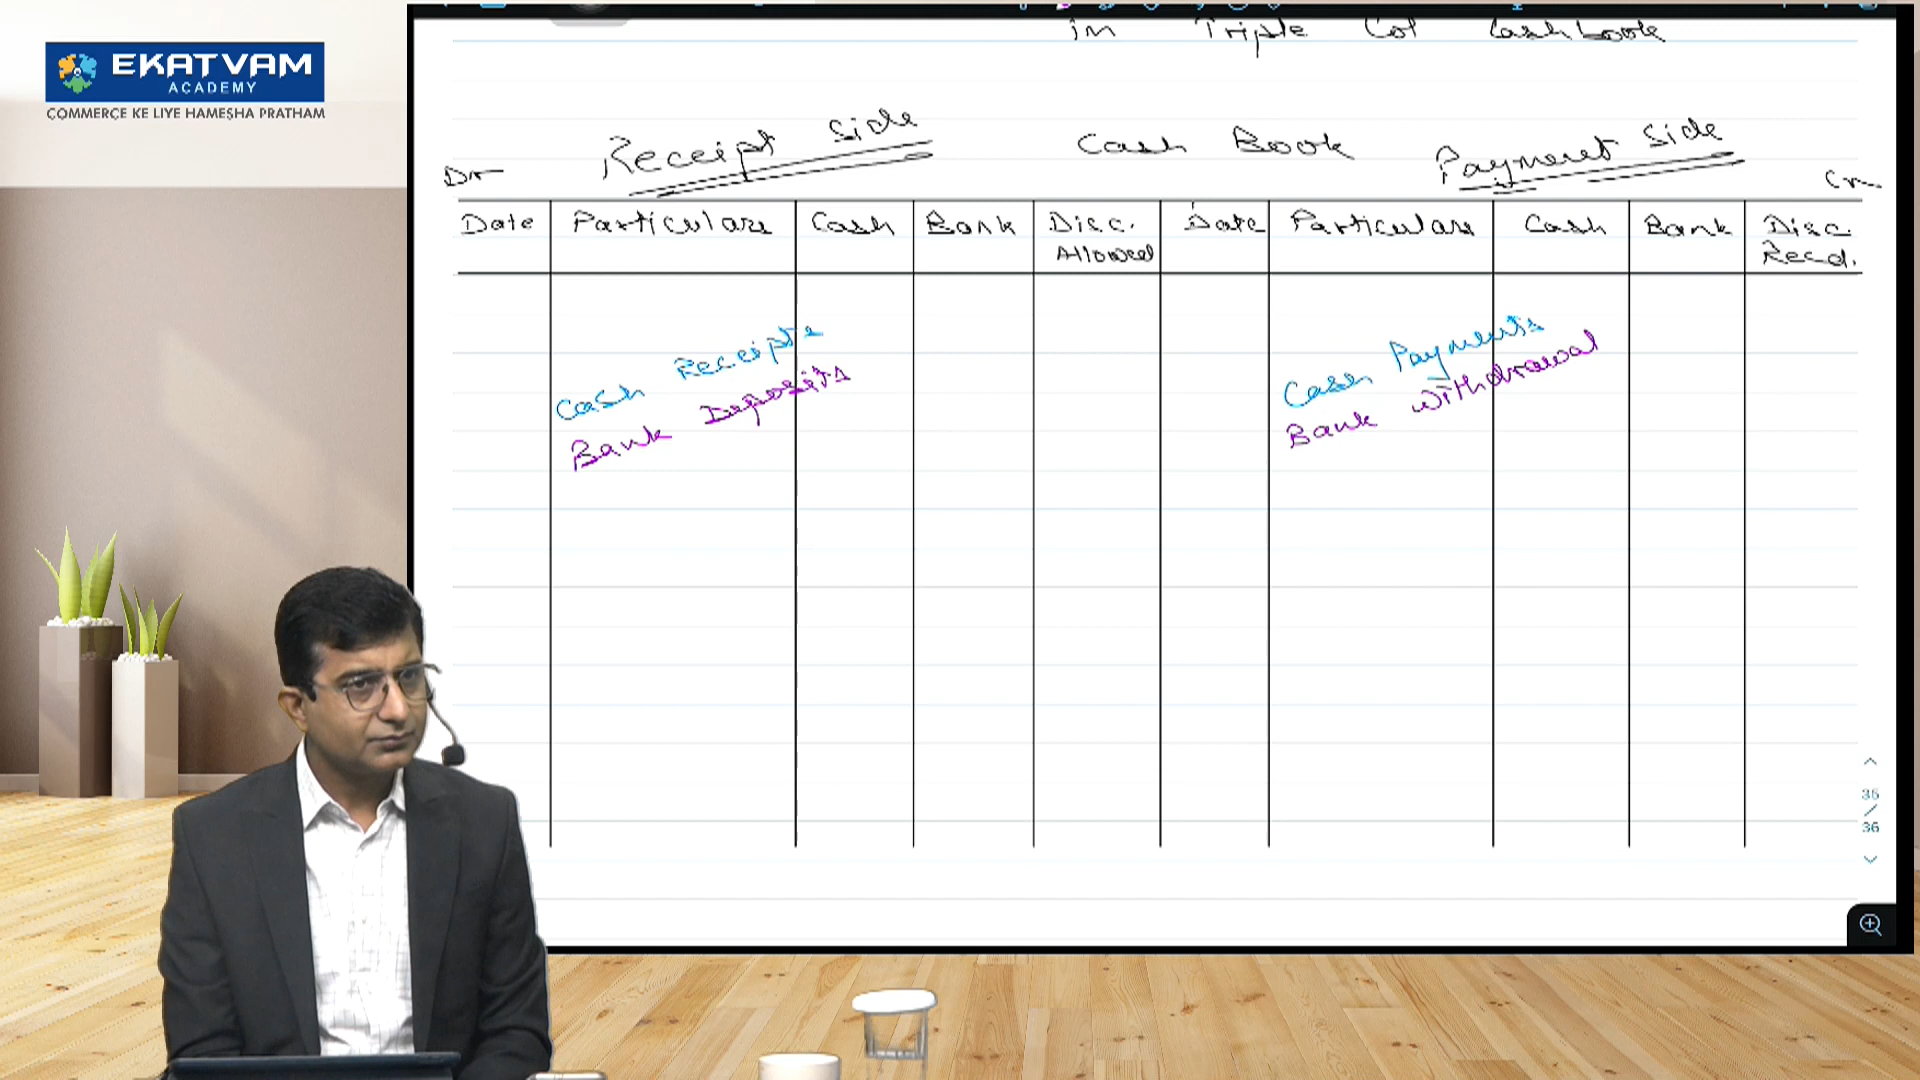 EKATVAM
ACADEMY
COMMERCE KE LIYE HAMESHA PRATHAM
in Triple Col Cashbook
Receipt Side Cash Book Payment Side
Dr Cr
Date Particulars Cash Bank Disc. Allowed Date Particulars Cash Bank Disc. Recd.
Cash Receipts
Bank Deposits
Cash Payments
Bank Withdrawal
35
/
36